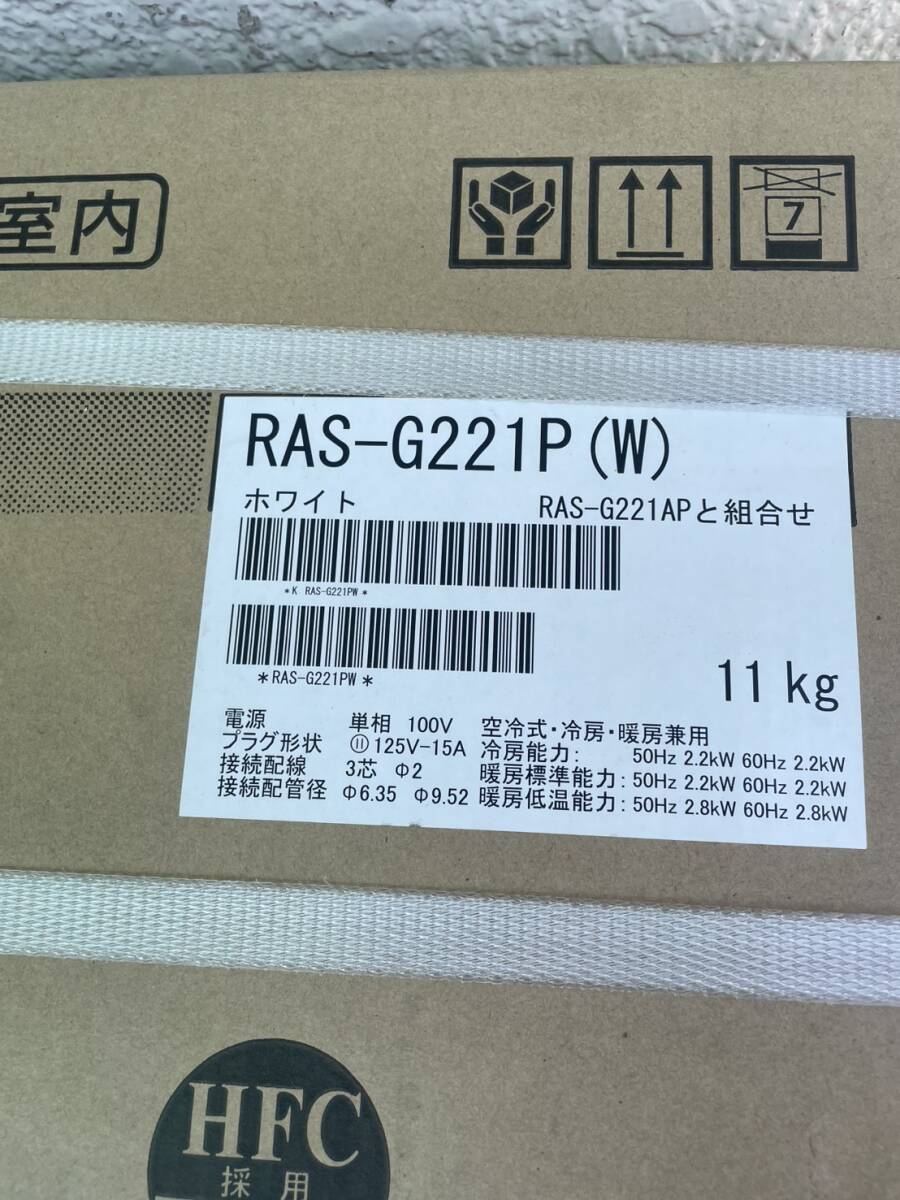 室内
7
RAS-G221P(W)
ホワイト
RAS-G221APと組合せ
*K RAS-G221PW*
*RAS-G221PW*
11kg
電源 単相 100V
プラグ形状 125V-15A
接続配線 3芯 Φ2
接続配管径 Φ6.35 Φ9.52
空冷式・冷房・暖房兼用
冷房能力: 50Hz 2.2kW 60Hz 2.2kW
暖房標準能力: 50Hz 2.2kW 60Hz 2.2kW
暖房低温能力: 50Hz 2.8kW 60Hz 2.8kW
HFC
採用